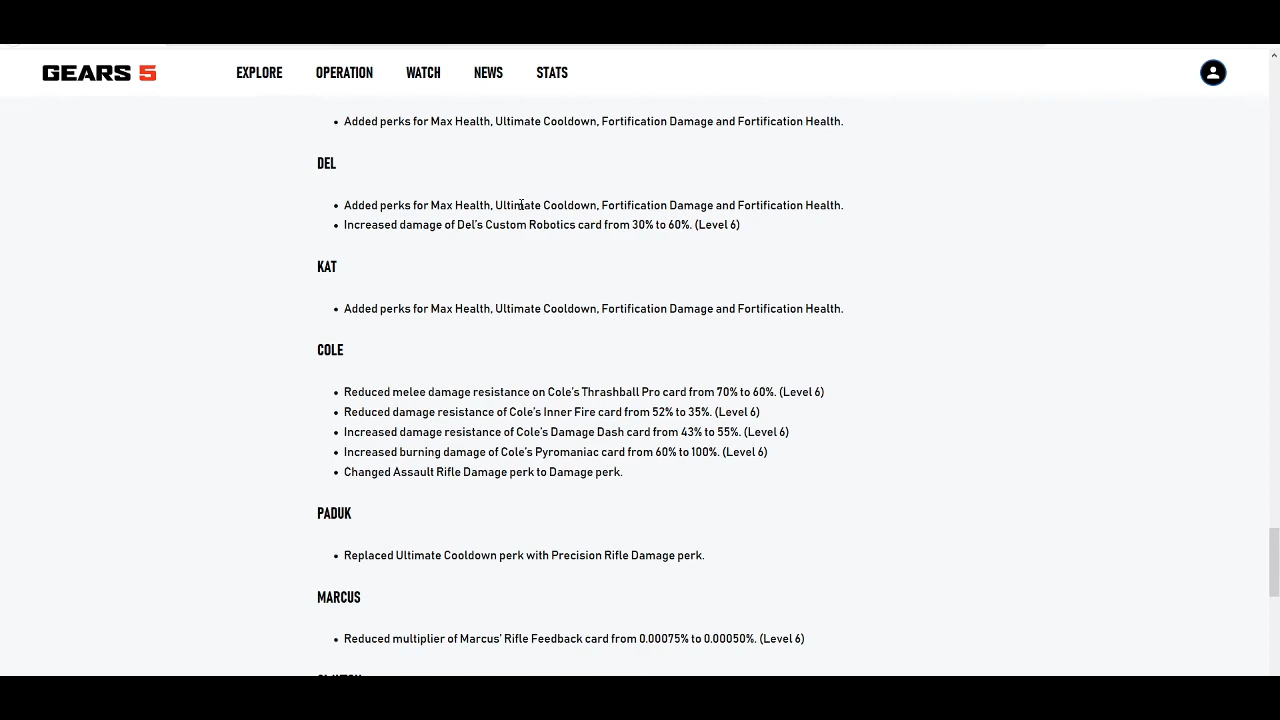 GEARS 5 EXPLORE OPERATION WATCH NEWS STATS
• Added perks for Max Health, Ultimate Cooldown, Fortification Damage and Fortification Health.
DEL
• Added perks for Max Health, Ultimate Cooldown, Fortification Damage and Fortification Health.
• Increased damage of Del's Custom Robotics card from 30% to 60%. (Level 6)
KAT
• Added perks for Max Health, Ultimate Cooldown, Fortification Damage and Fortification Health.
COLE
• Reduced melee damage resistance on Cole's Thrashball Pro card from 70% to 60%. (Level 6)
• Reduced damage resistance of Cole's Inner Fire card from 52% to 35%. (Level 6)
• Increased damage resistance of Cole's Damage Dash card from 43% to 55%. (Level 6)
• Increased burning damage of Cole's Pyromaniac card from 60% to 100%. (Level 6)
• Changed Assault Rifle Damage perk to Damage perk.
PADUK
• Replaced Ultimate Cooldown perk with Precision Rifle Damage perk.
MARCUS
• Reduced multiplier of Marcus' Rifle Feedback card from 0.00075% to 0.00050%. (Level 6)